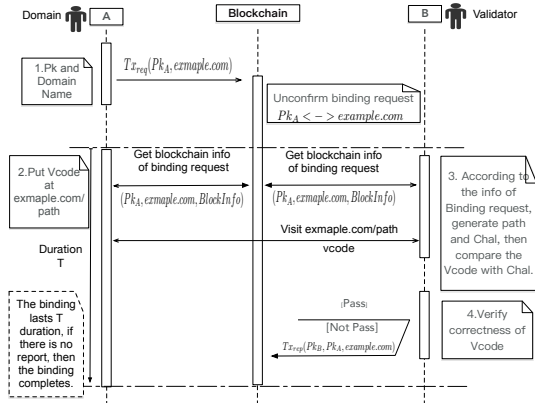 Domain
A
Blockchain
B
Validator
1.Pk and
Domain
Name
Tx_req(Pk_A, exmaple.com)
Unconfirm binding request
Pk_A < − > example.com
2.Put Vcode
at
exmaple.com/
path
Get blockchain info
of binding request
(Pk_A, exmaple.com, BlockInfo)
Get blockchain info
of binding request
(Pk_A, exmaple.com, BlockInfo)
3. According to
the info of
Binding request,
generate path
and Chal, then
compare the
Vcode with Chal.
Visit exmaple.com/path
vcode
Duration
T
The binding
lasts T
duration, if
there is no
report, then
the binding
completes.
[Pass]
[Not Pass]
Tx_rep(Pk_B, Pk_A, example.com)
4.Verify
correctness of
Vcode